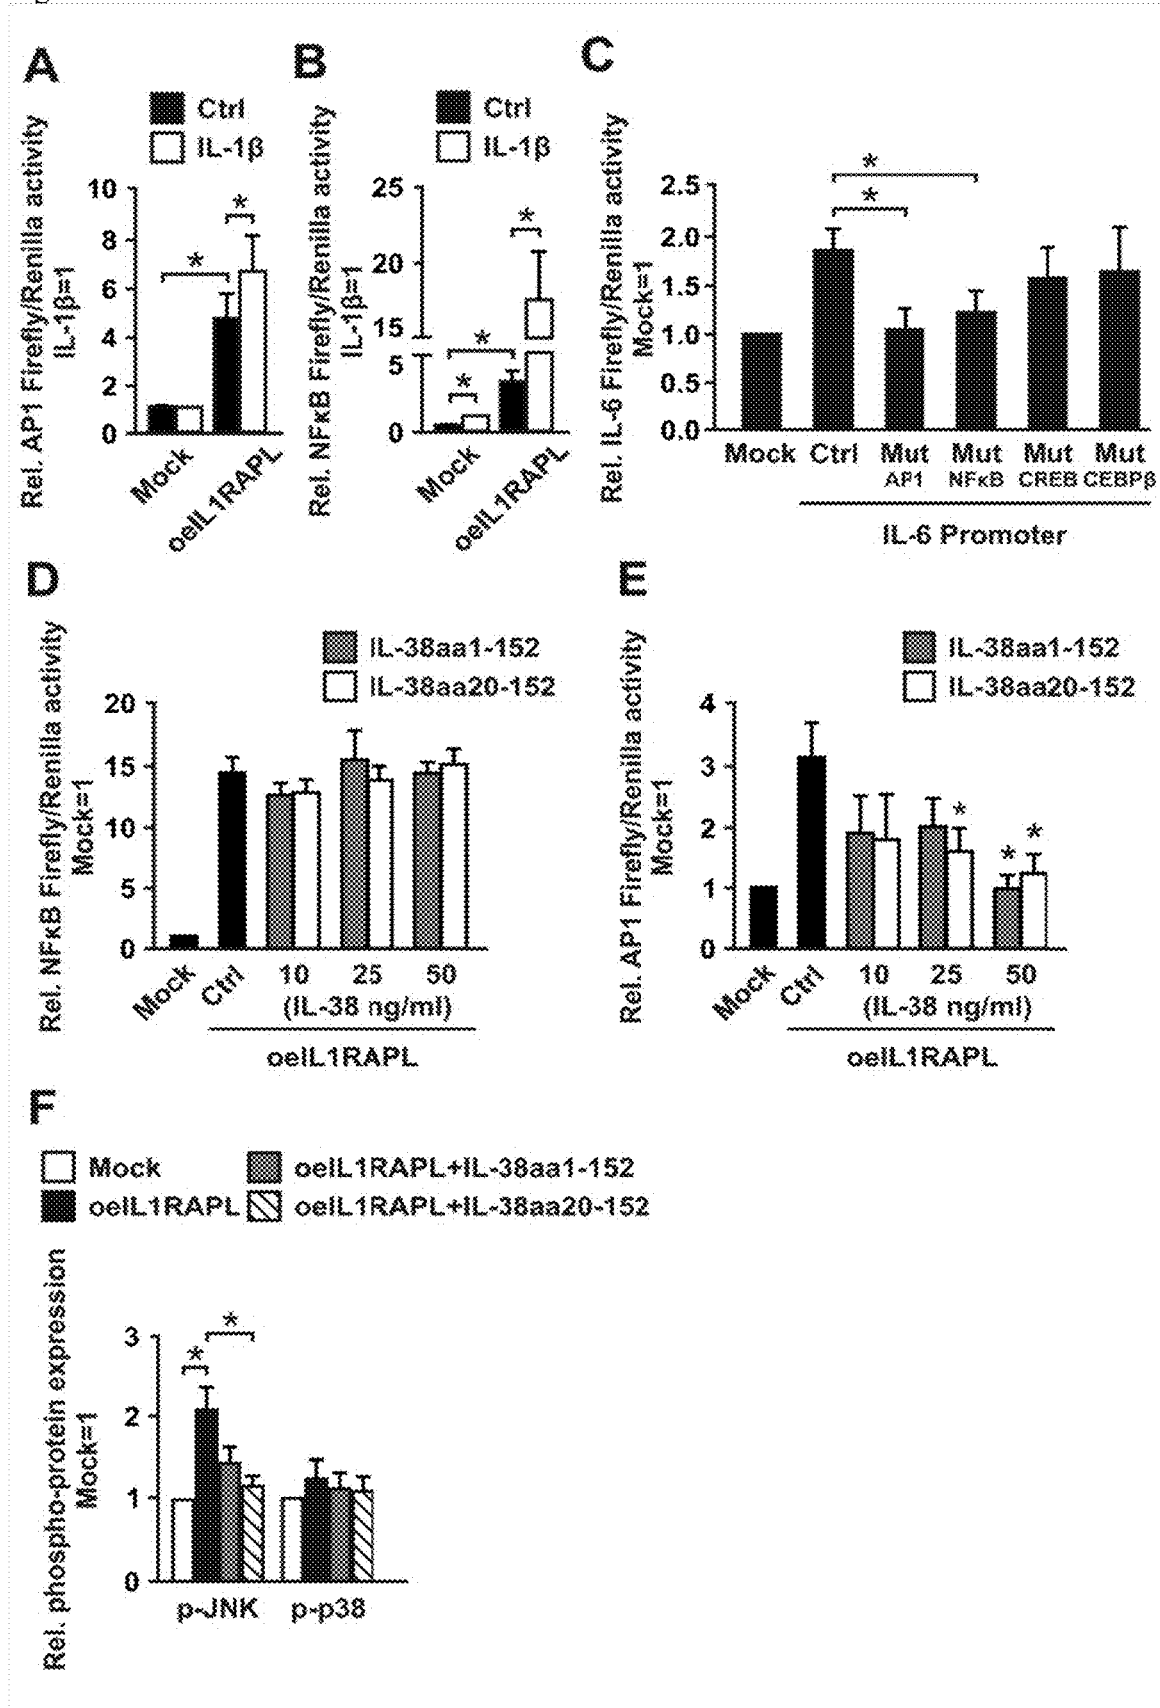 A
Ctrl
IL-1β
Rel. AP1 Firefly/Renilla activity
IL-1β=1
10
8
6
4
2
0
*
*
Mock
oeIL1RAPL
B
Ctrl
IL-1β
Rel. NFκB Firefly/Renilla activity
IL-1β=1
25
20
15
5
0
*
*
*
Mock
oeIL1RAPL
C
Rel. IL-6 Firefly/Renilla activity
Mock=1
2.5
2.0
1.5
1.0
0.5
0.0
*
*
Mock Ctrl Mut Mut Mut Mut
AP1 NFκB CREB CEBPβ
IL-6 Promoter
D
IL-38aa1-152
IL-38aa20-152
Rel. NFκB Firefly/Renilla activity
Mock=1
20
15
10
5
0
Mock Ctrl 10 25 50
(IL-38 ng/ml)
oeIL1RAPL
E
IL-38aa1-152
IL-38aa20-152
Rel. AP1 Firefly/Renilla activity
Mock=1
4
3
2
1
0
*
*
*
Mock Ctrl 10 25 50
(IL-38 ng/ml)
oeIL1RAPL
F
Mock oeIL1RAPL+IL-38aa1-152
oeIL1RAPL oeIL1RAPL+IL-38aa20-152
Rel. phospho-protein expression
Mock=1
3
2
1
0
*
*
p-JNK p-p38